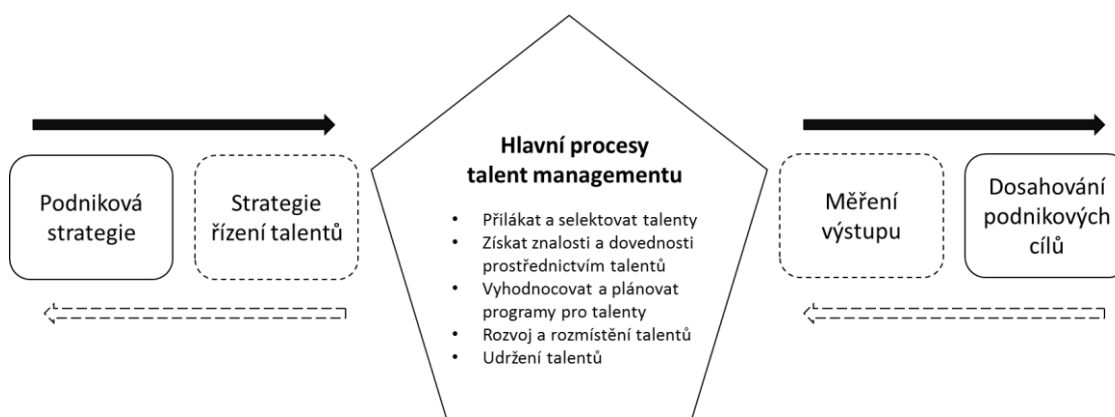 Podniková
strategie
Strategie
řízení talentů
Hlavní procesy
talent managementu
• Přilákat a selektovat talenty
• Získat znalosti a dovednosti
prostřednictvím talentů
• Vyhodnocovat a plánovat
programy pro talenty
• Rozvoj a rozmístění talentů
• Udržení talentů
Měření
výstupu
Dosahování
podnikových
cílů